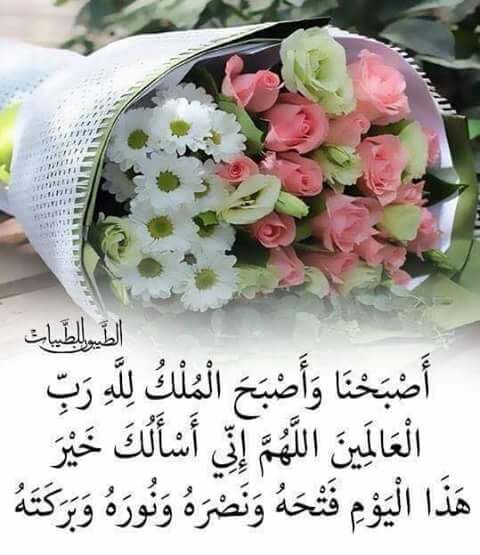 الطيبون للطيبات
أَصْبَحْنَا وَأَصْبَحَ الْمُلْكُ لِلَّهِ رَبِّ
الْعَالَمِينَ اللَّهُمَّ إِنِّي أَسْأَلُكَ خَيْرَ
هَذَا الْيَوْمِ فَتْحَهُ وَنَصْرَهُ وَنُورَهُ وَبَرَكَتَهُ